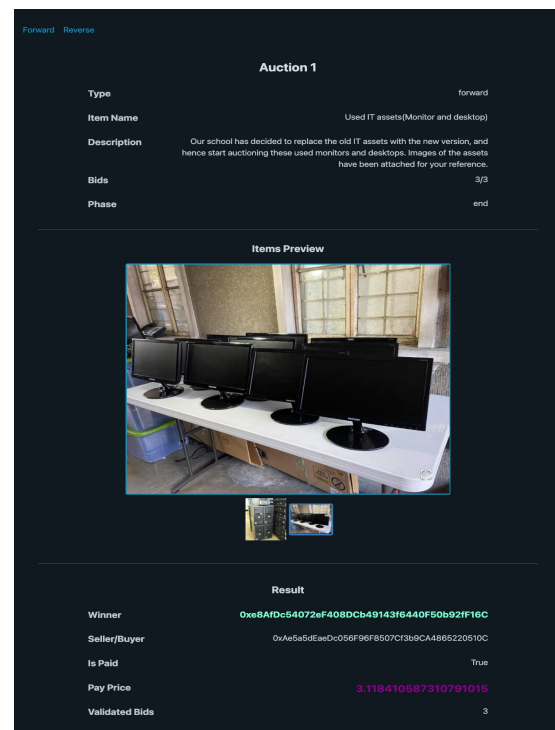 Forward Reverse
Auction 1
Type forward
Item Name Used IT assets(Monitor and desktop)
Description Our school has decided to replace the old IT assets with the new version, and
hence start auctioning these used monitors and desktops. Images of the assets
have been attached for your reference.
Bids 3/3
Phase end
Items Preview
Result
Winner 0xe8AfDc54072eF408DCb49143f6440F50b92fF16C
Seller/Buyer 0xAe5a5dEaeDc056F96F8507Cf3b9CA4865220510C
Is Paid True
Pay Price 3.118410587310791015
Validated Bids 3